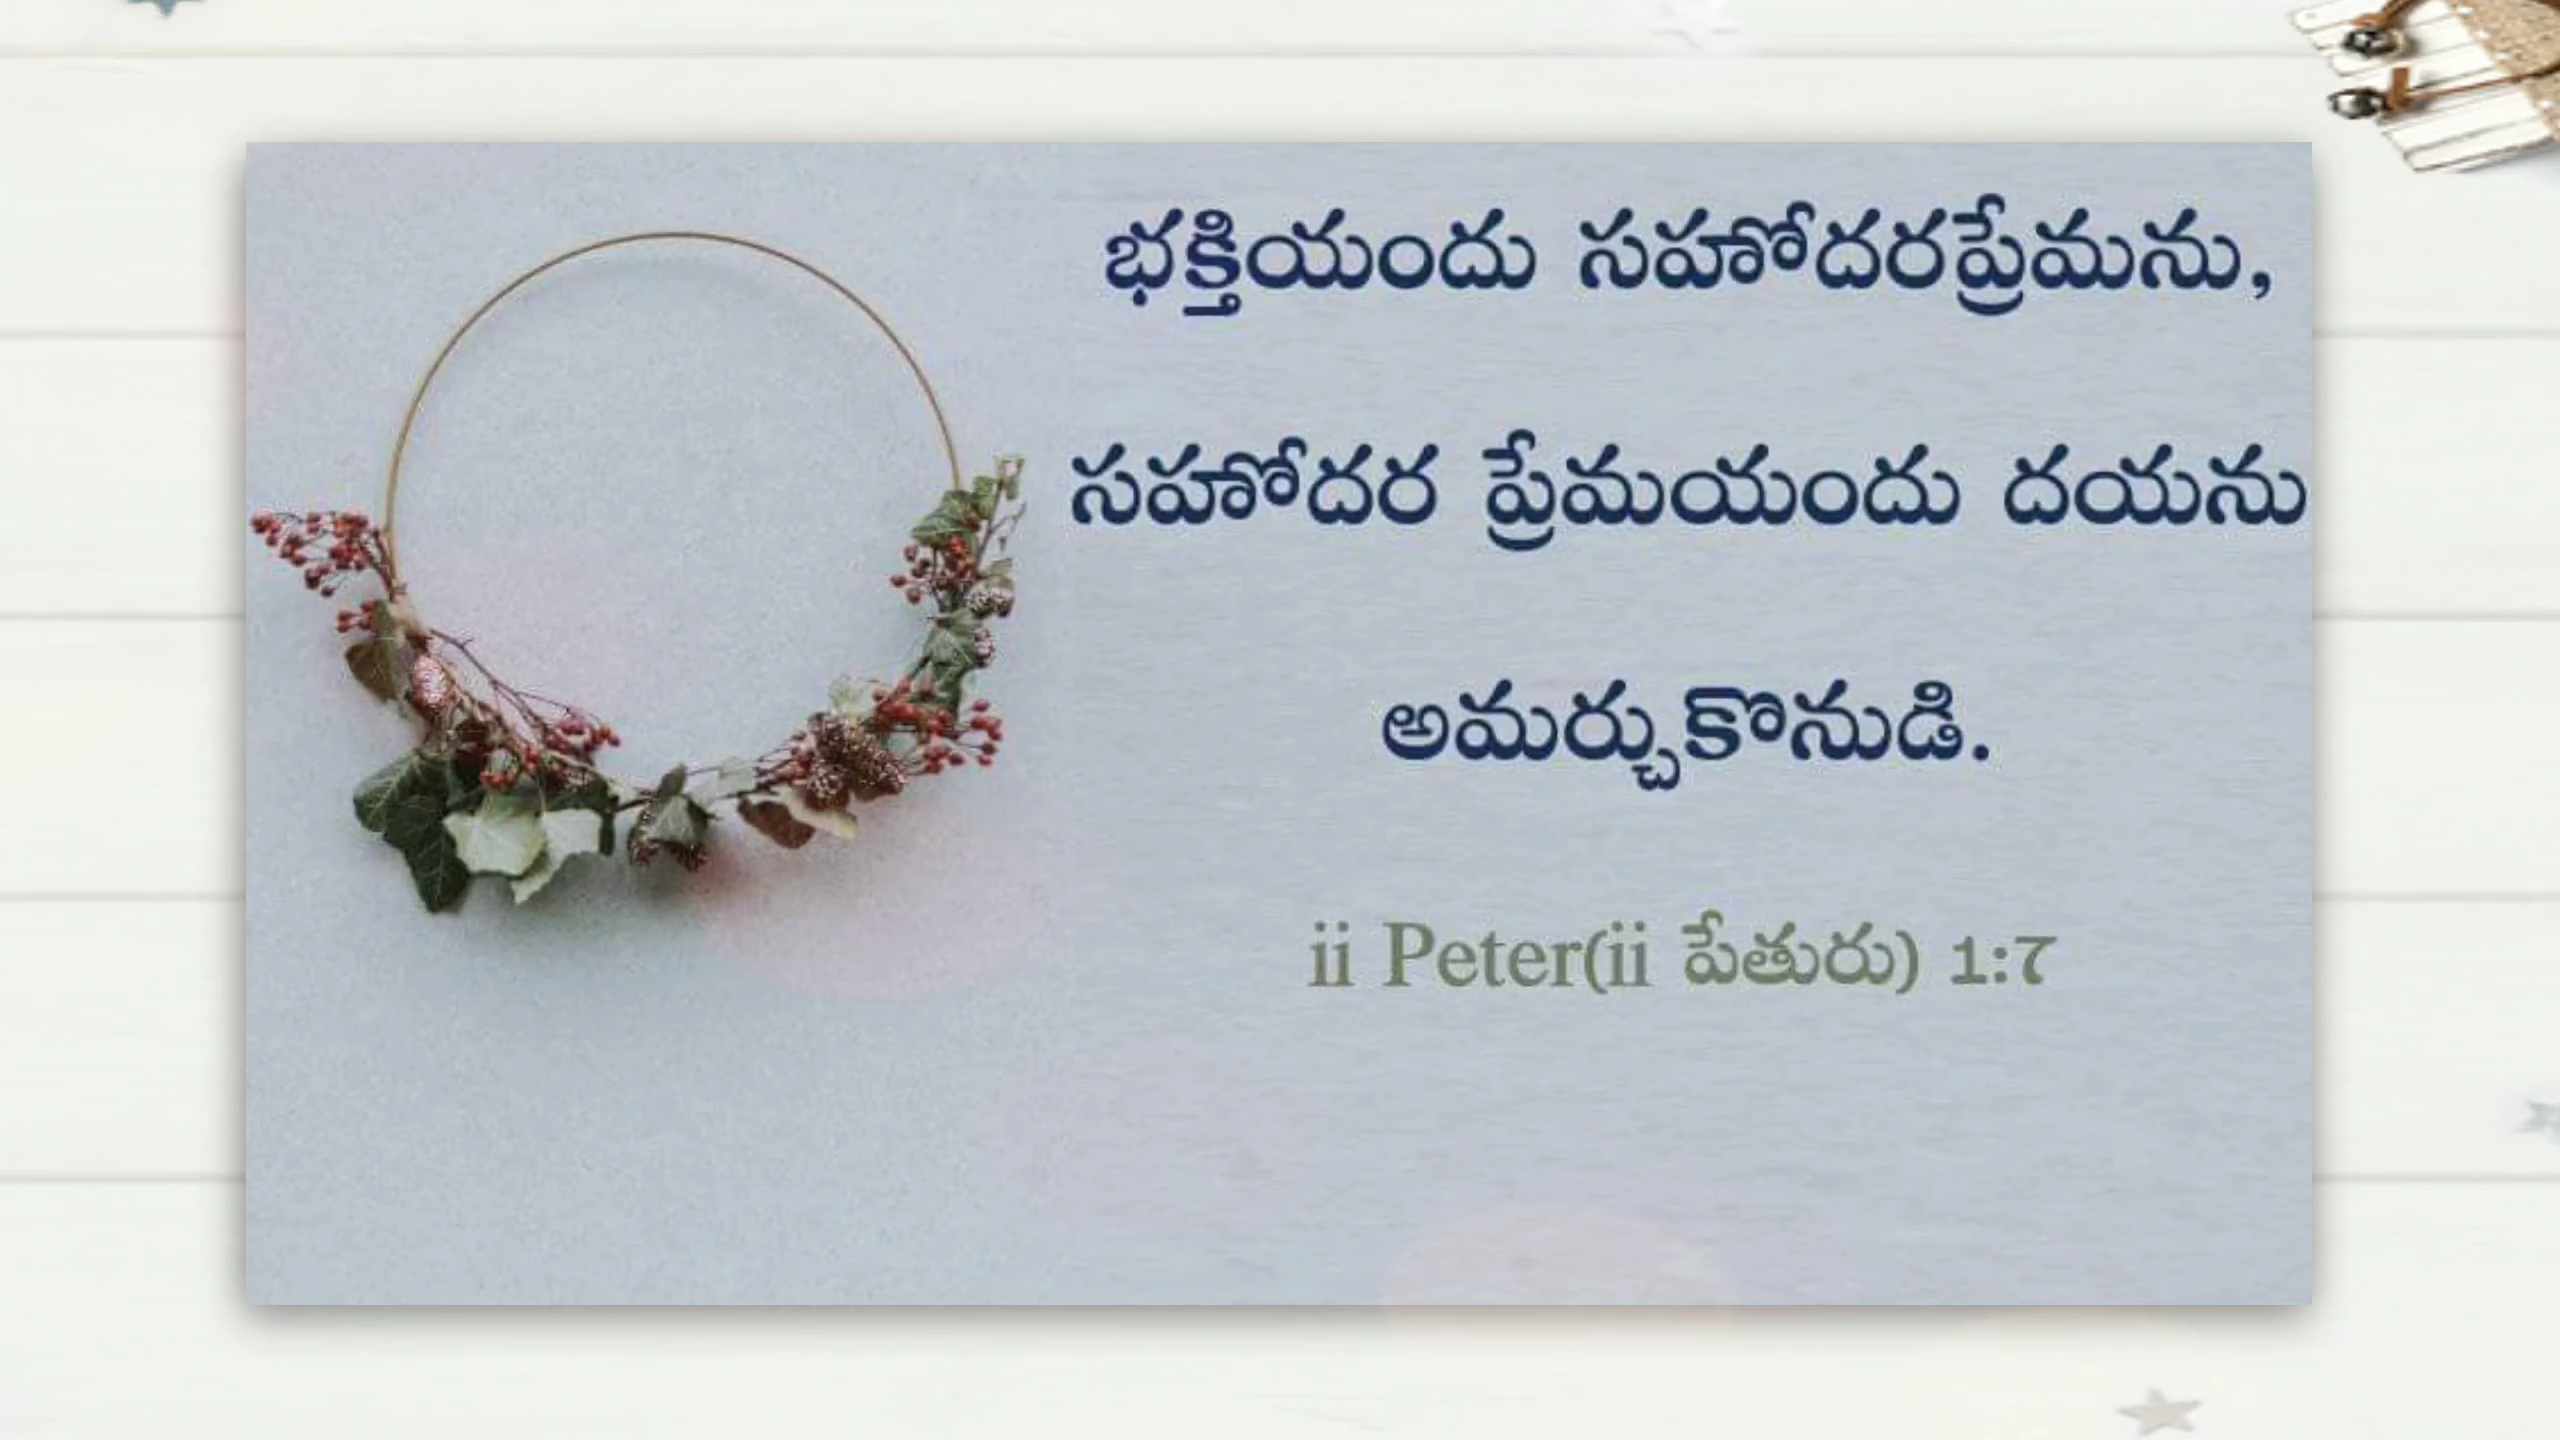 భక్తియందు సహోదరప్రేమను,
సహోదర ప్రేమయందు దయను
అమర్చుకొనుడి.
ii Peter(ii పేతురు) 1:7